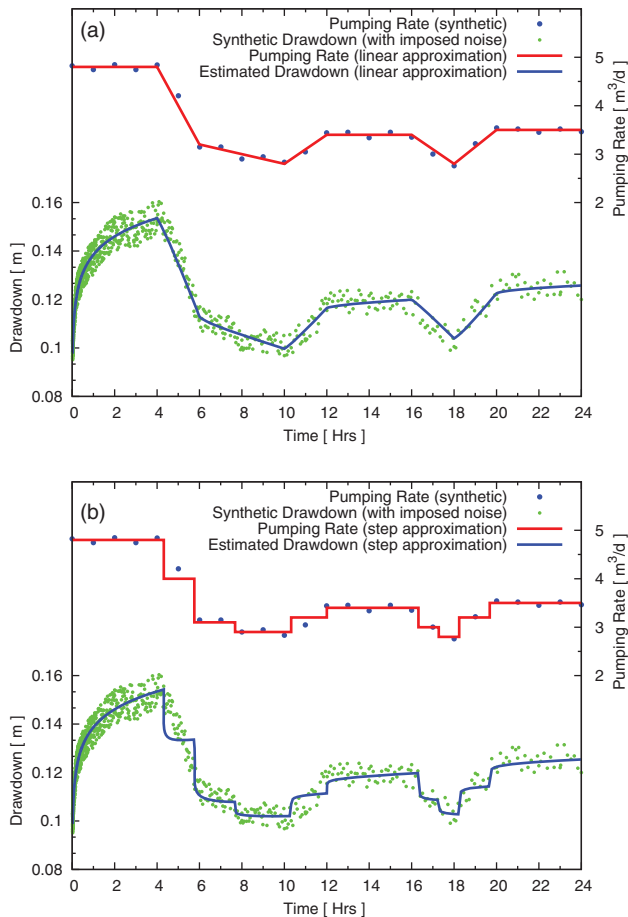 (a)
Pumping Rate (synthetic)
Synthetic Drawdown (with imposed noise)
Pumping Rate (linear approximation)
Estimated Drawdown (linear approximation)
5
4
3
2
Pumping Rate [ m³/d ]
0.16
0.14
0.12
0.1
0.08
Drawdown [ m ]
0 2 4 6 8 10 12 14 16 18 20 22 24
Time [ Hrs ]
(b)
Pumping Rate (synthetic)
Synthetic Drawdown (with imposed noise)
Pumping Rate (step approximation)
Estimated Drawdown (step approximation)
5
4
3
2
Pumping Rate [ m³/d ]
0.16
0.14
0.12
0.1
0.08
Drawdown [ m ]
0 2 4 6 8 10 12 14 16 18 20 22 24
Time [ Hrs ]